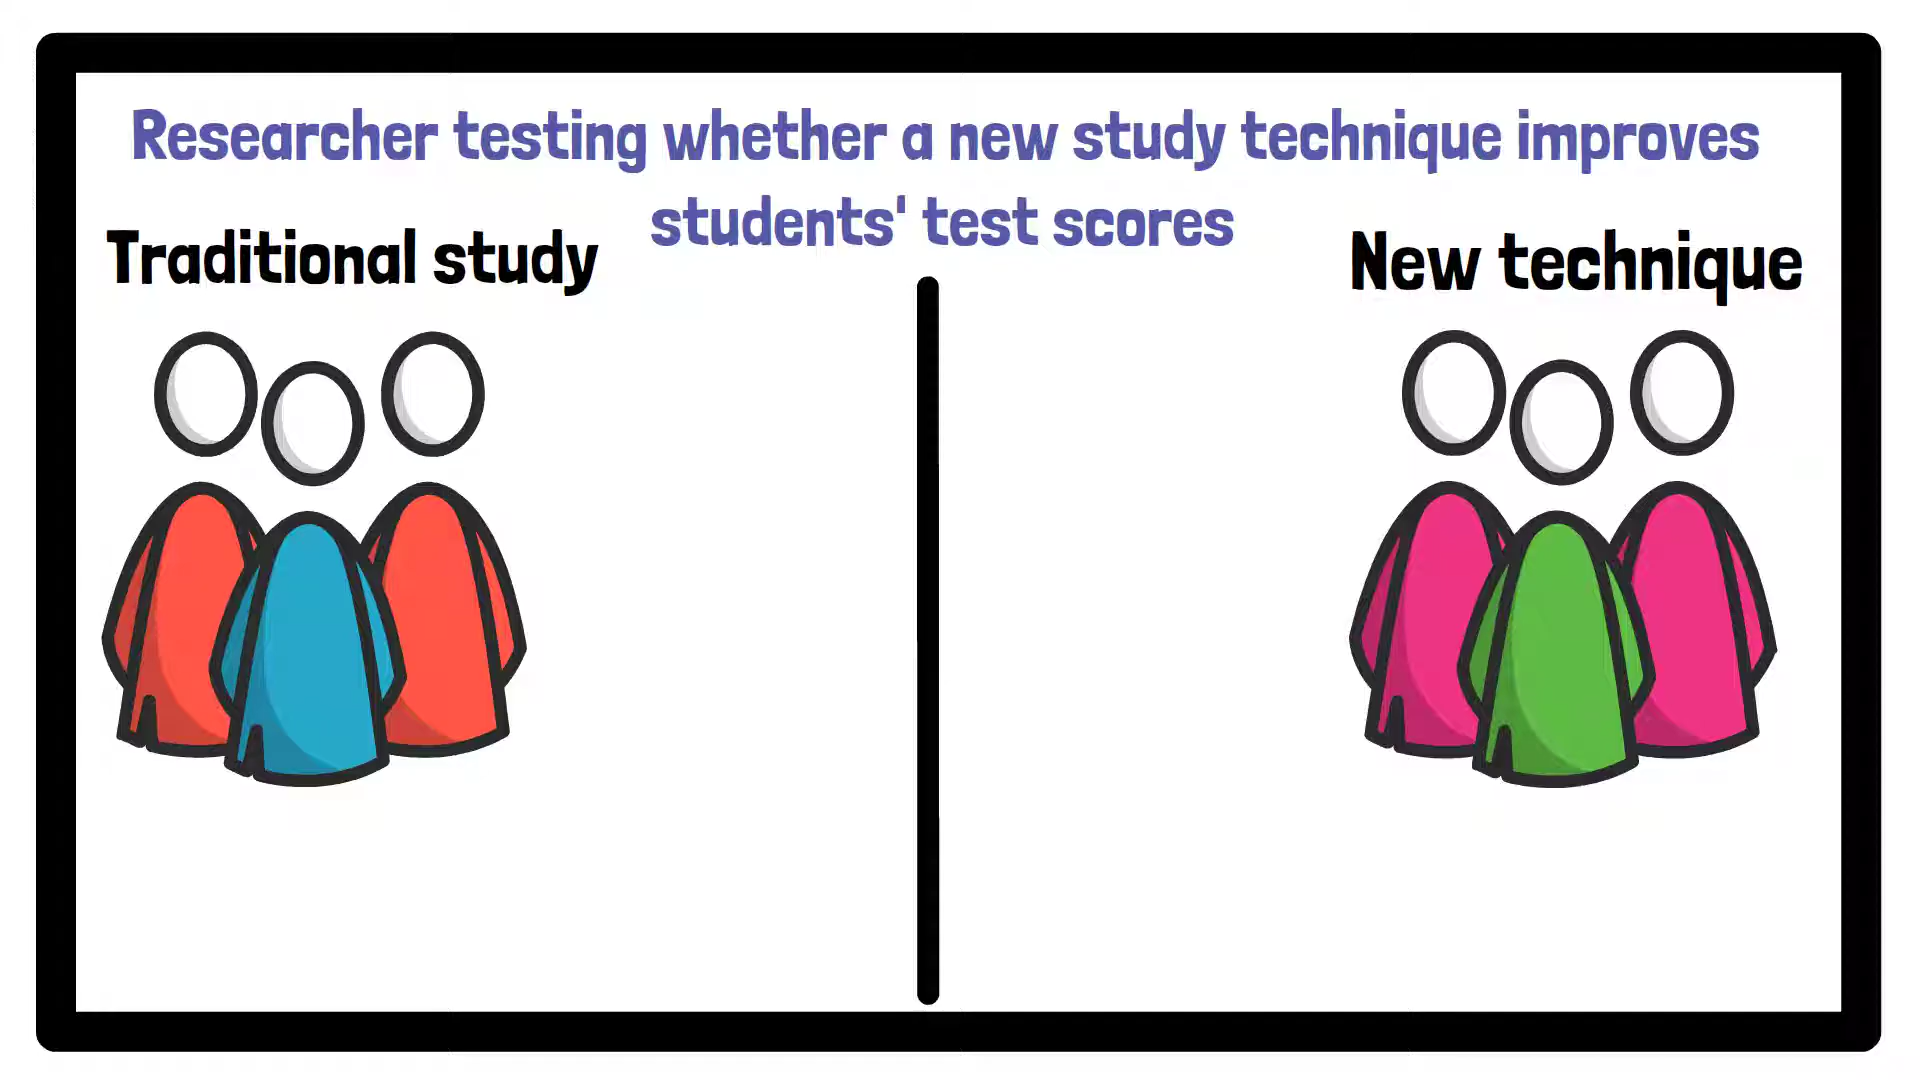 Researcher testing whether a new study technique improves
students' test scores
Traditional study
New technique